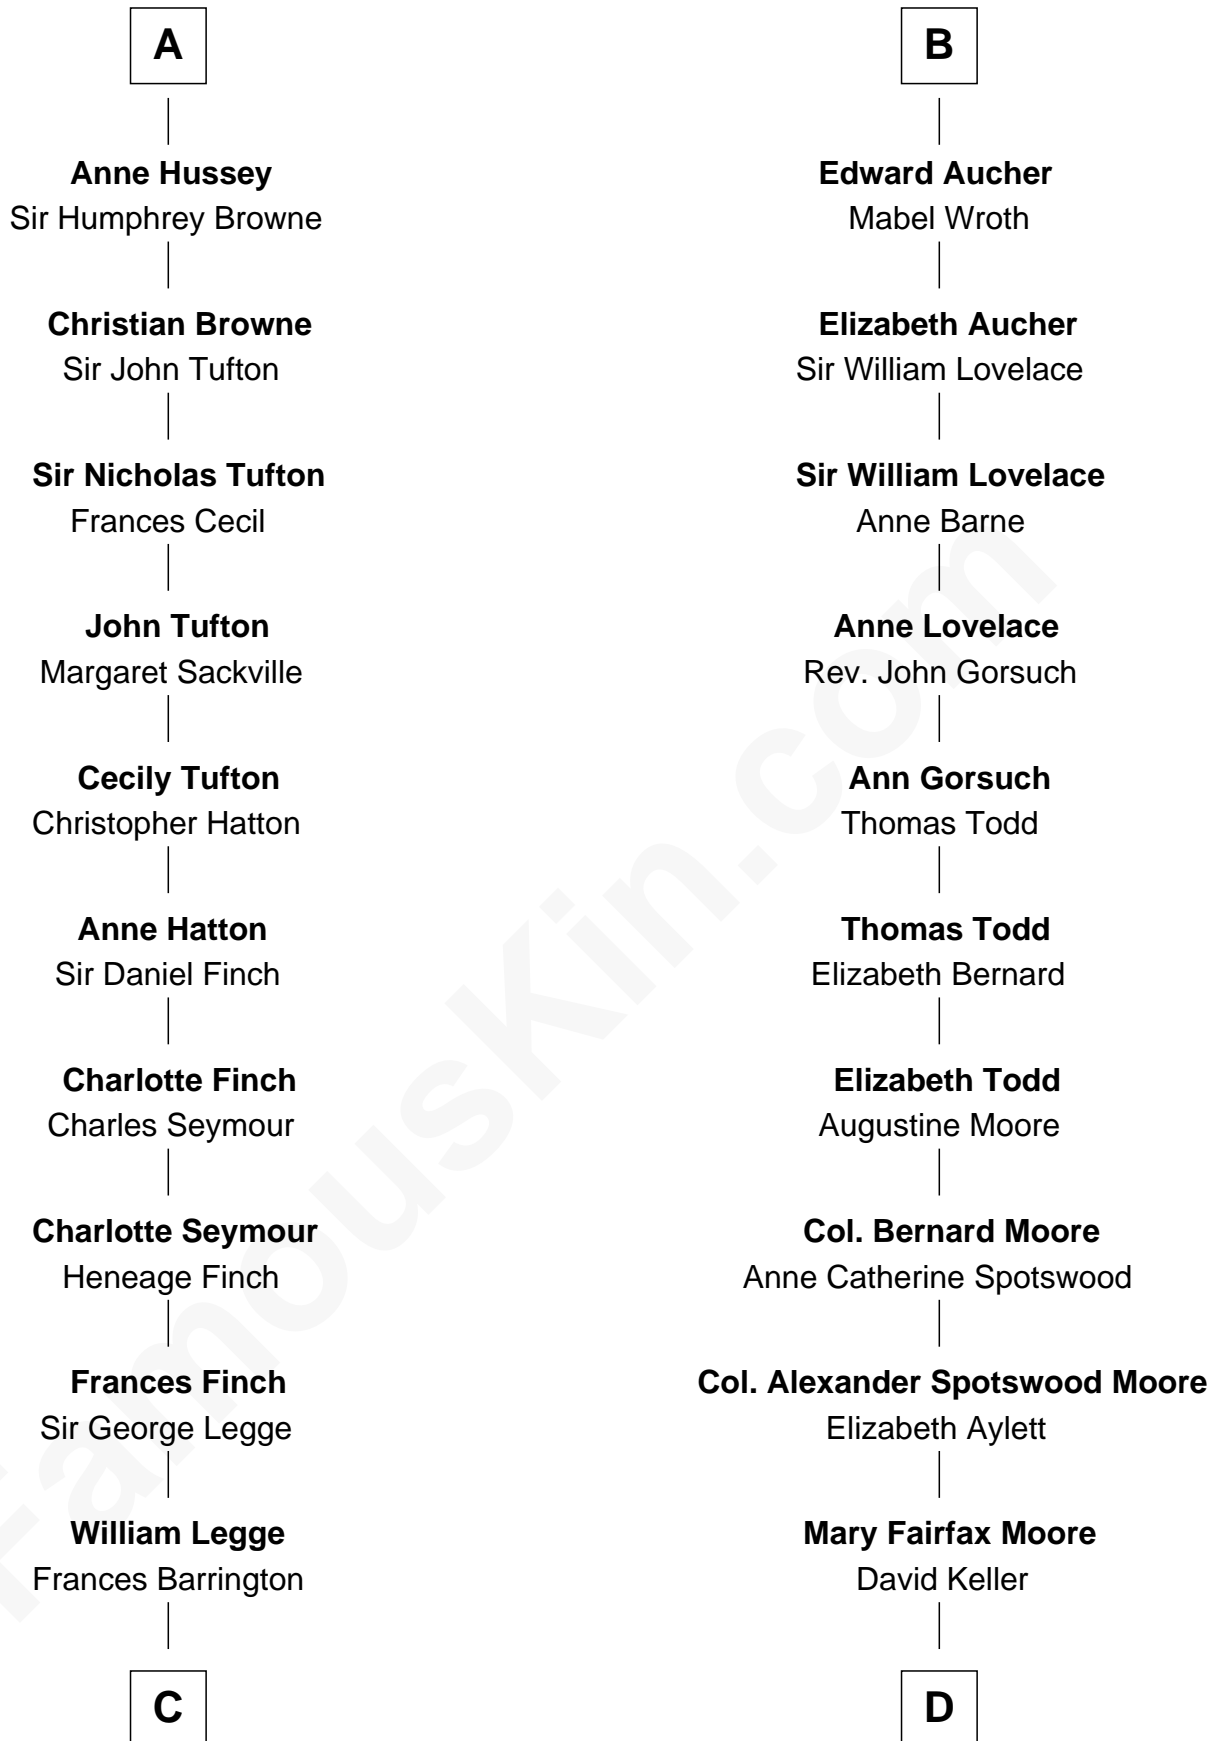 A
Anne Hussey
Sir Humphrey Browne
Christian Browne
Sir John Tufton
Sir Nicholas Tufton
Frances Cecil
John Tufton
Margaret Sackville
Cecily Tufton
Christopher Hatton
Anne Hatton
Sir Daniel Finch
Charlotte Finch
Charles Seymour
Charlotte Seymour
Heneage Finch
Frances Finch
Sir George Legge
William Legge
Frances Barrington
C
B
Edward Aucher
Mabel Wroth
Elizabeth Aucher
Sir William Lovelace
Sir William Lovelace
Anne Barne
Anne Lovelace
Rev. John Gorsuch
Ann Gorsuch
Thomas Todd
Thomas Todd
Elizabeth Bernard
Elizabeth Todd
Augustine Moore
Col. Bernard Moore
Anne Catherine Spotswood
Col. Alexander Spotswood Moore
Elizabeth Aylett
Mary Fairfax Moore
David Keller
D
FamousKin.com